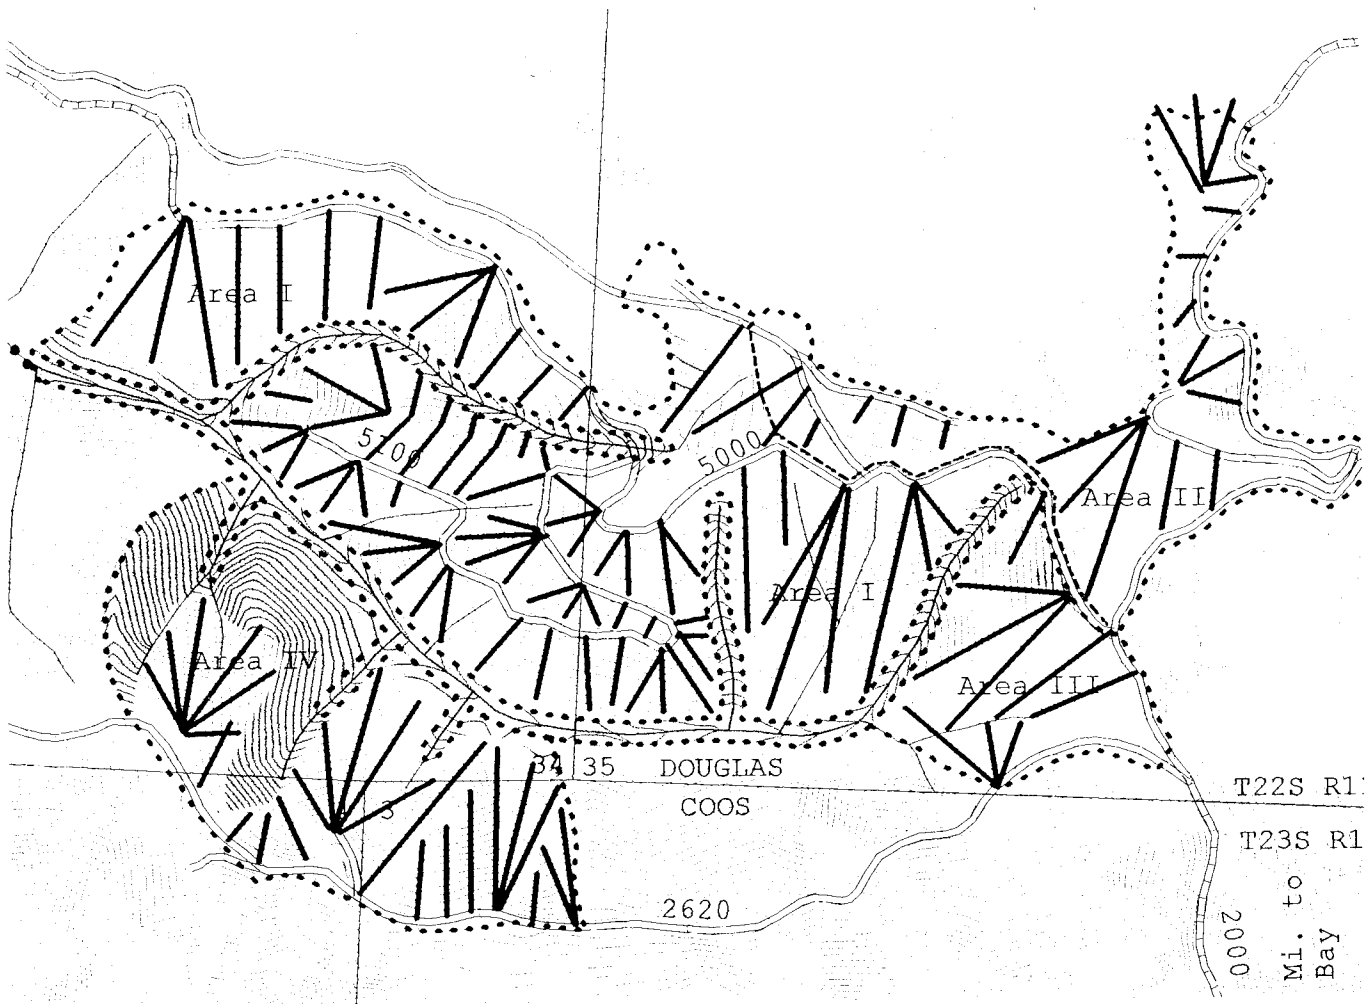 Area I
5700
5000
Area II
Area I
Area IV
Area III
34 35 DOUGLAS
COOS
T22S R1
3
T23S R1
2620
2000
Mi. to
Bay